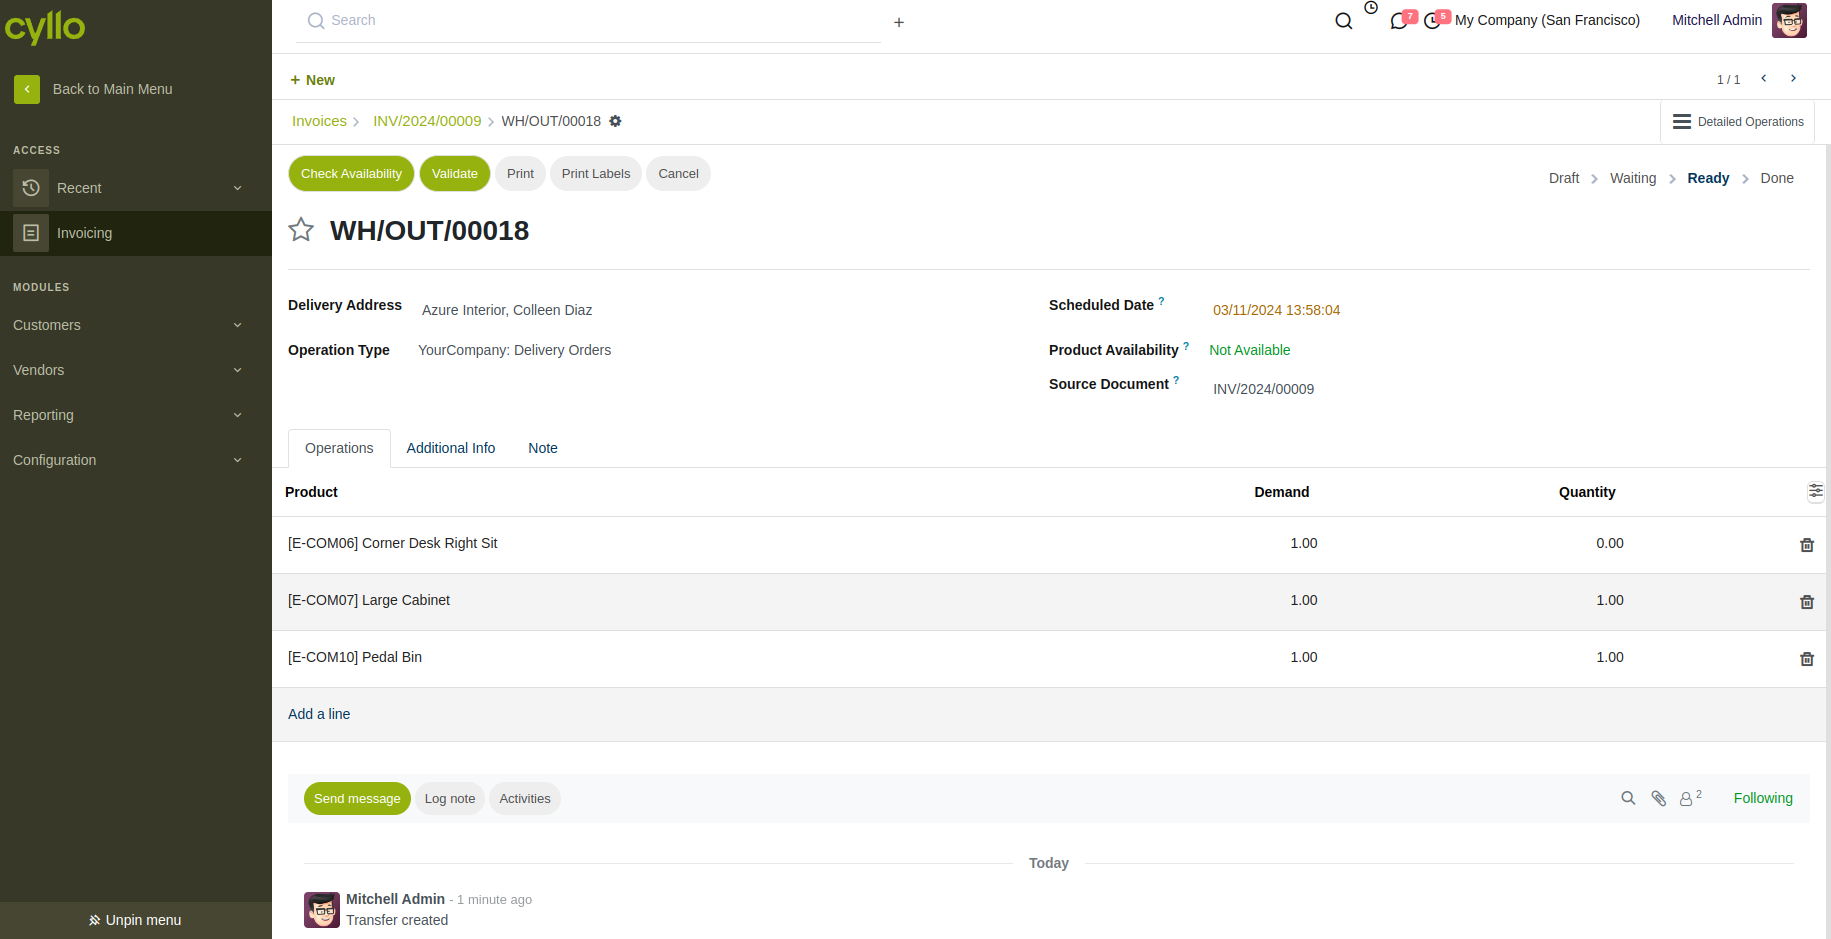 cyllo
Search
+
7
5
My Company (San Francisco)
Mitchell Admin
Back to Main Menu
+ New
1 / 1
Invoices
INV/2024/00009
WH/OUT/00018
Detailed Operations
ACCESS
Recent
Invoicing
MODULES
Customers
Vendors
Reporting
Configuration
Unpin menu
Check Availability
Validate
Print
Print Labels
Cancel
Draft
Waiting
Ready
Done
WH/OUT/00018
Delivery Address
Azure Interior, Colleen Diaz
Scheduled Date ?
03/11/2024 13:58:04
Operation Type
YourCompany: Delivery Orders
Product Availability ?
Not Available
Source Document ?
INV/2024/00009
Operations
Additional Info
Note
Product
Demand
Quantity
[E-COM06] Corner Desk Right Sit
1.00
0.00
[E-COM07] Large Cabinet
1.00
1.00
[E-COM10] Pedal Bin
1.00
1.00
Add a line
Send message
Log note
Activities
2
Following
Today
Mitchell Admin - 1 minute ago
Transfer created